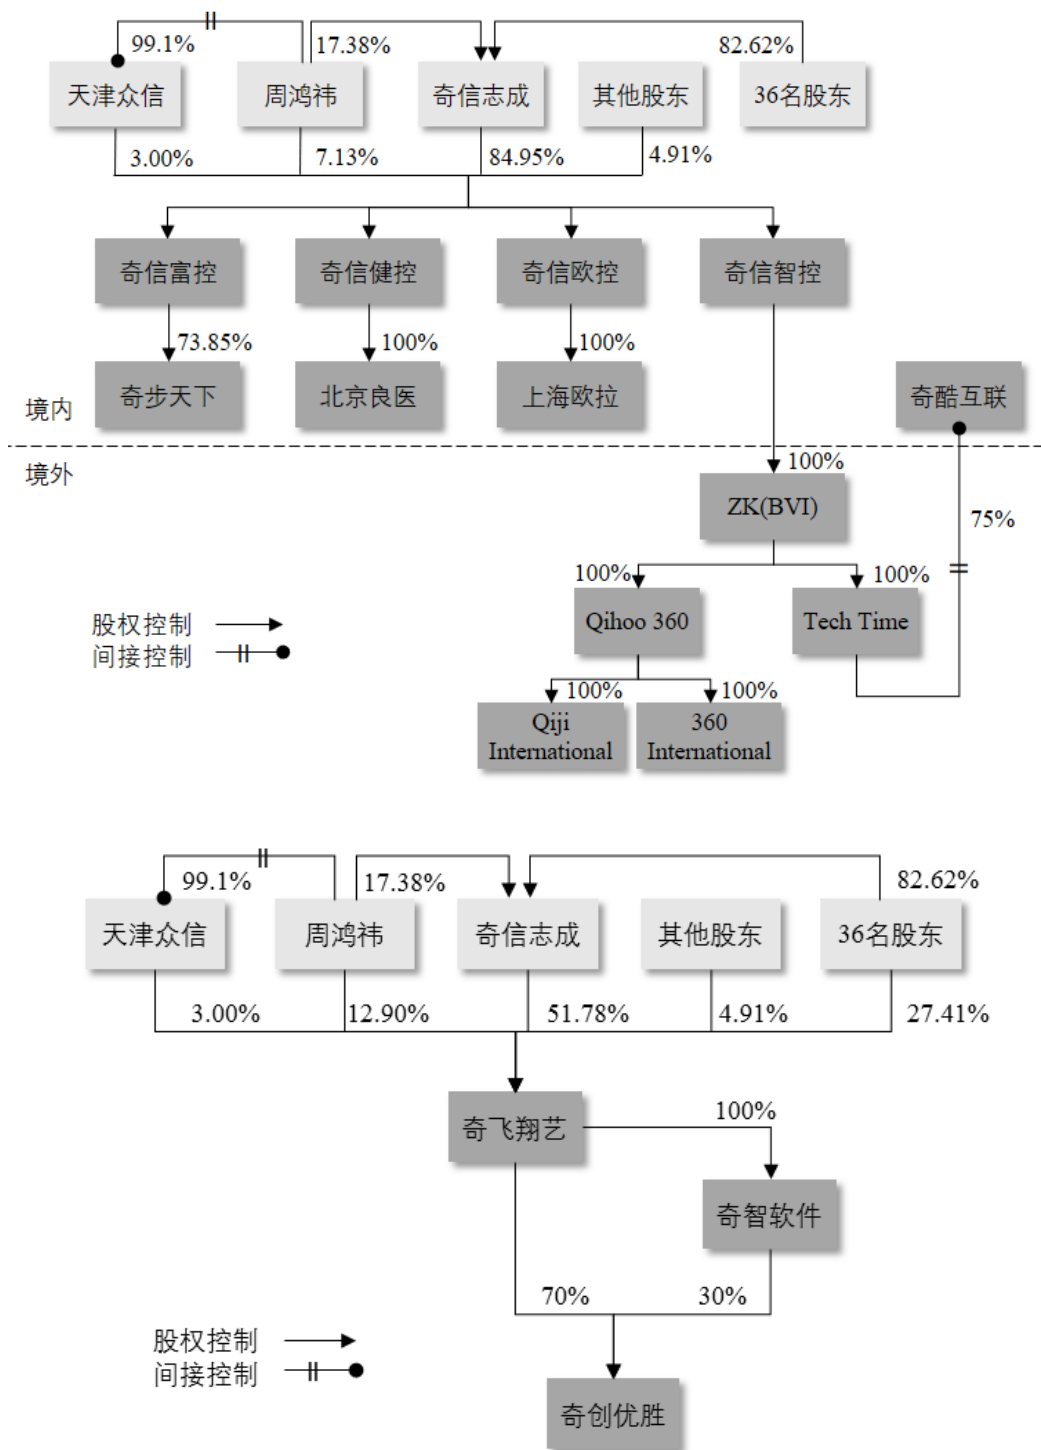 99.1%
17.38%
82.62%
天津众信
周鸿祎
奇信志成
其他股东
36名股东
3.00%
7.13%
84.95%
4.91%
奇信富控
奇信健控
奇信欧控
奇信智控
73.85%
100%
100%
奇步天下
北京良医
上海欧拉
奇酷互联
境内
境外
100%
ZK(BVI)
75%
100%
100%
Qihoo 360
Tech Time
股权控制
间接控制
100%
100%
Qiji
International
360
International
99.1%
17.38%
82.62%
天津众信
周鸿祎
奇信志成
其他股东
36名股东
3.00%
12.90%
51.78%
4.91%
27.41%
奇飞翔艺
100%
奇智软件
70%
30%
股权控制
间接控制
奇创优胜